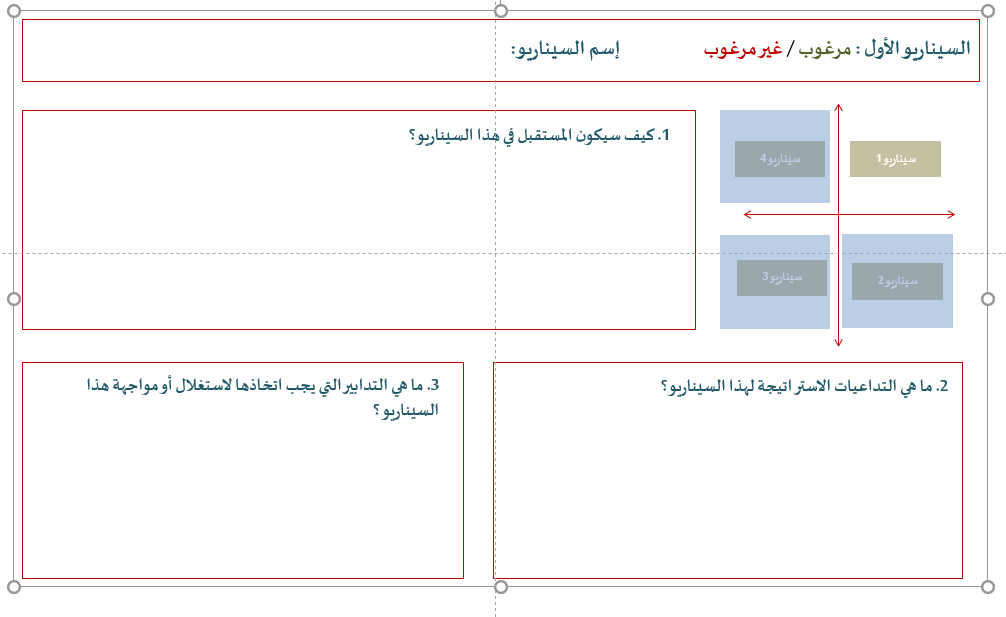 السيناريو الأول : مرغوب / غير مرغوب إسم السيناريو:
1. كيف سيكون المستقبل في هذا السيناريو؟
سيناريو 1
سيناريو 4
سيناريو 2
سيناريو 3
2. ما هي التداعيات الاستراتيجة لهذا السيناريو؟
3. ما هي التدابير التي يجب اتخاذها لاستغلال أو مواجهة هذا
السيناريو ؟